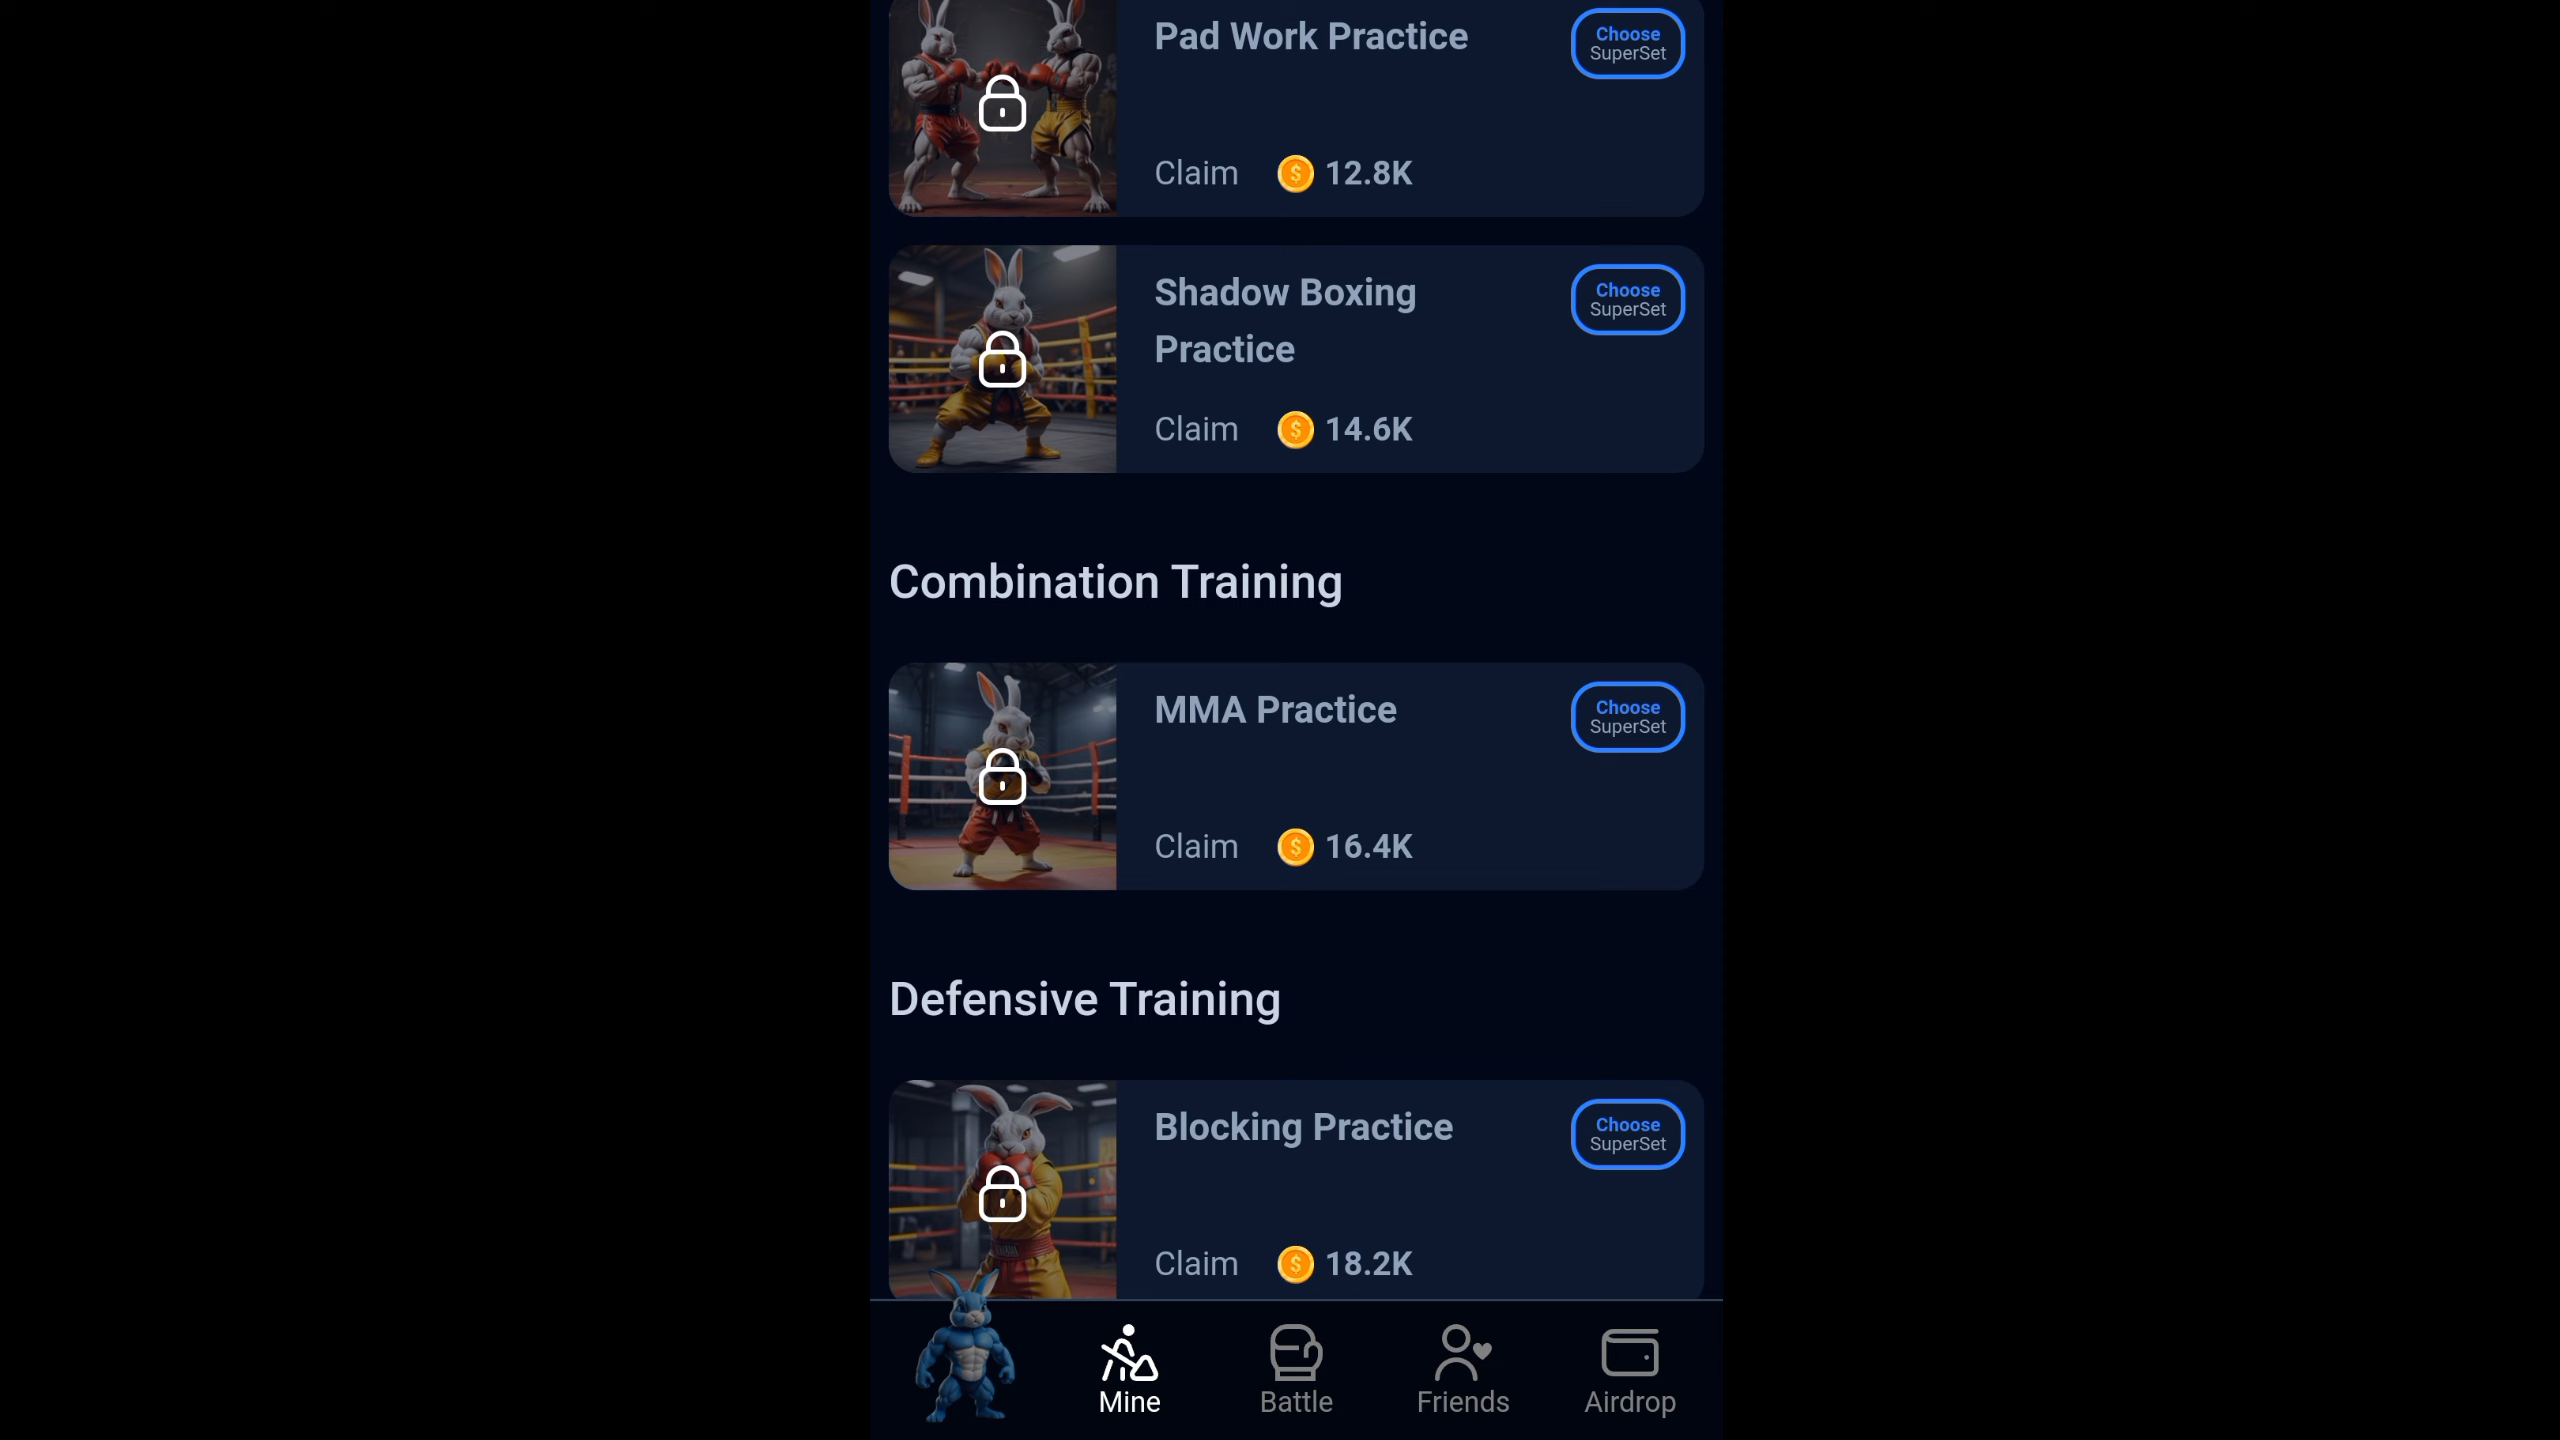 Pad Work Practice
Choose
SuperSet
Claim 12.8K
Shadow Boxing
Practice
Choose
SuperSet
Claim 14.6K
Combination Training
MMA Practice
Choose
SuperSet
Claim 16.4K
Defensive Training
Blocking Practice
Choose
SuperSet
Claim 18.2K
Mine
Battle
Friends
Airdrop